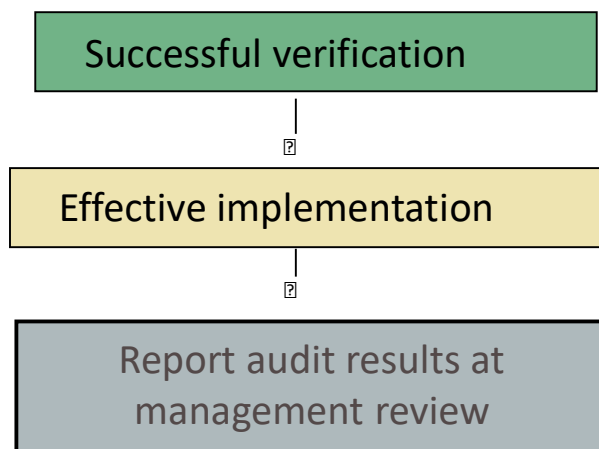 Successful verification
Effective implementation
Report audit results at
management review